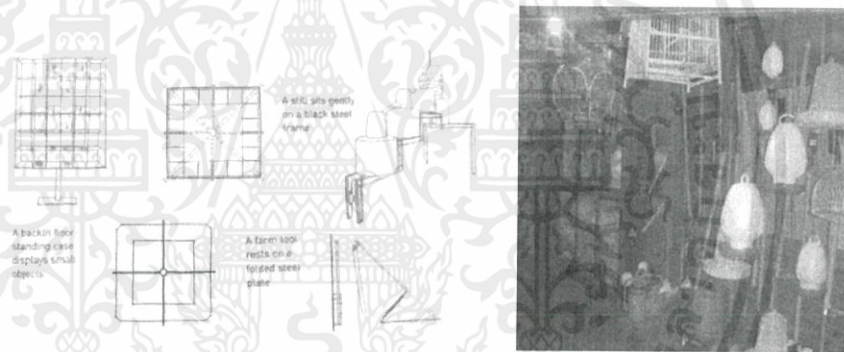 A still sits gently
on a black steel
frame
A backlit floor
standing case
displays small
objects
A farm tool
rests on a
folded steel
plate